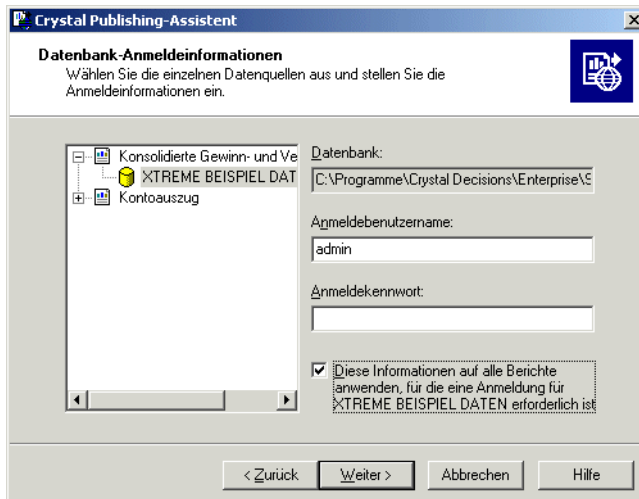 Crystal Publishing-Assistent
Datenbank-Anmeldeinformationen
Wählen Sie die einzelnen Datenquellen aus und stellen Sie die
Anmeldeinformationen ein.
Konsolidierte Gewinn- und Ve
XTREME BEISPIEL DAT
Kontoauszug
Datenbank:
C:\Programme\Crystal Decisions\Enterprise\S
Anmeldebenutzername:
admin
Anmeldekennwort:
Diese Informationen auf alle Berichte
anwenden, für die eine Anmeldung für
XTREME BEISPIEL DATEN erforderlich ist
< Zurück
Weiter >
Abbrechen
Hilfe